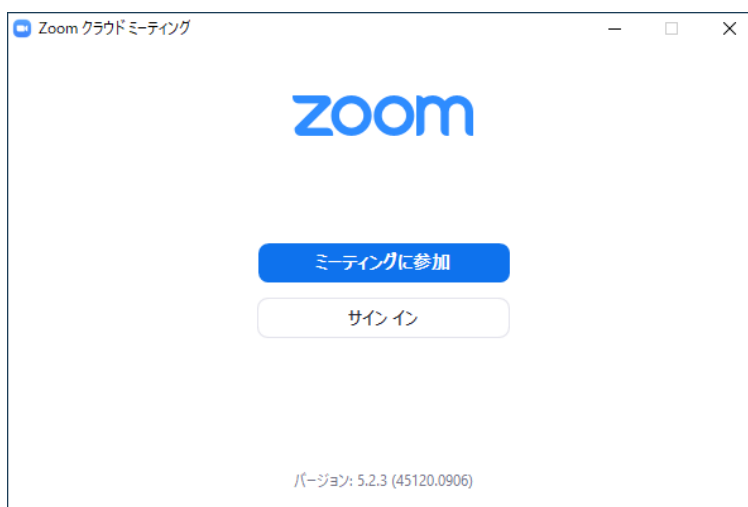 Zoom クラウド ミーティング
zoom
ミーティングに参加
サイン イン
バージョン: 5.2.3 (45120.0906)